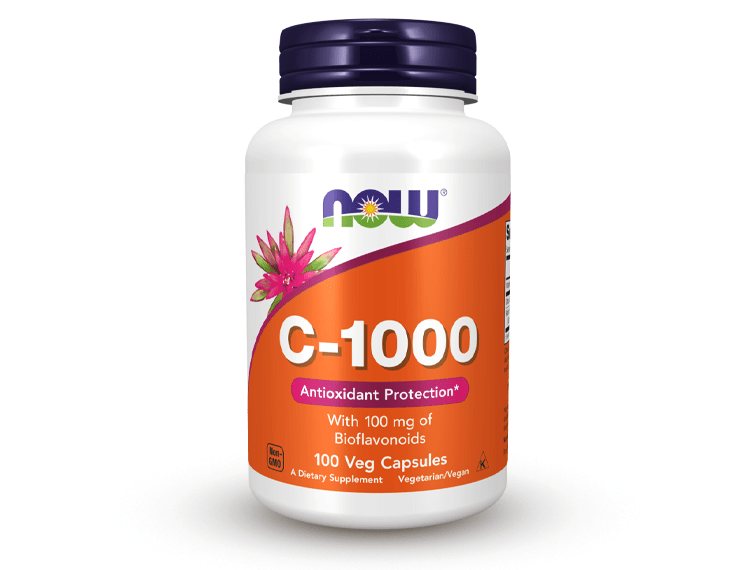 NOW®
C-1000
Antioxidant Protection*
With 100 mg of
Bioflavonoids
100 Veg Capsules
Non-
GMO
A Dietary Supplement
Vegetarian/Vegan
K